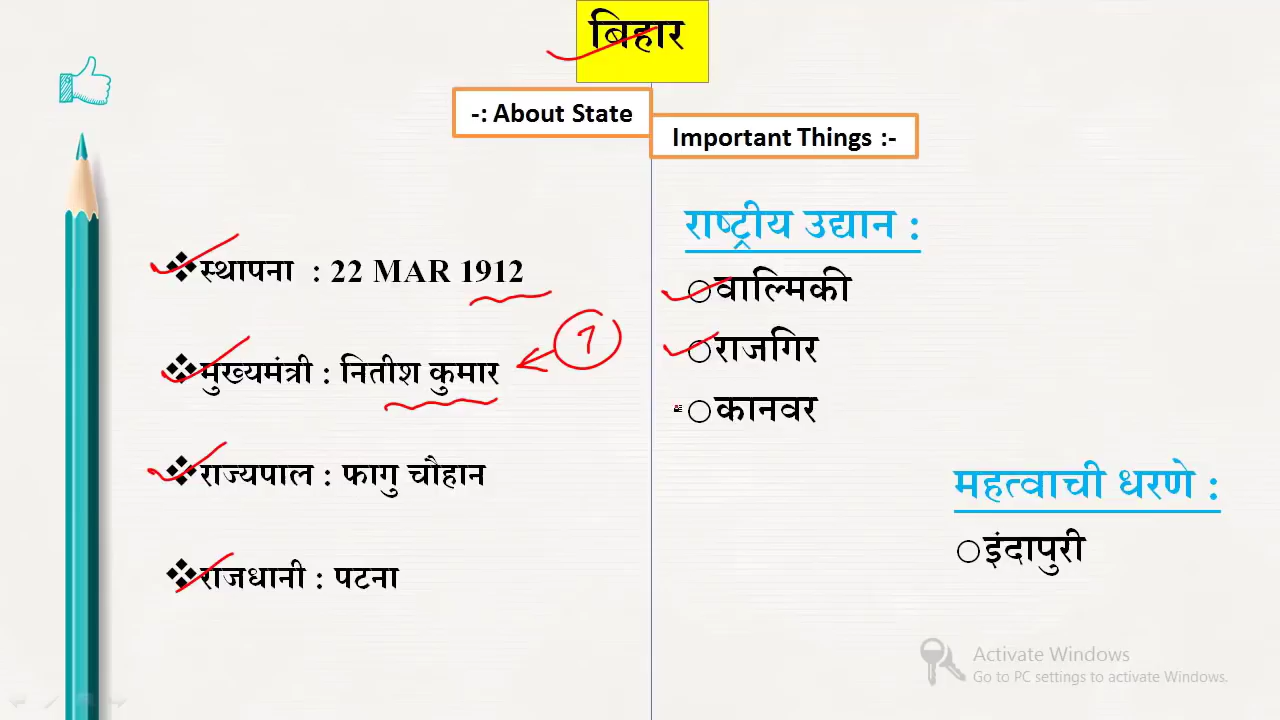 बिहार
-: About State
Important Things :-
स्थापना : 22 MAR 1912
मुख्यमंत्री : नितीश कुमार
७
राज्यपाल : फागु चौहान
राजधानी : पटना
राष्ट्रीय उद्यान :
वाल्मिकी
राजगिर
कानवर
महत्वाची धरणे :
इंदापुरी
Activate Windows
Go to PC settings to activate Windows.